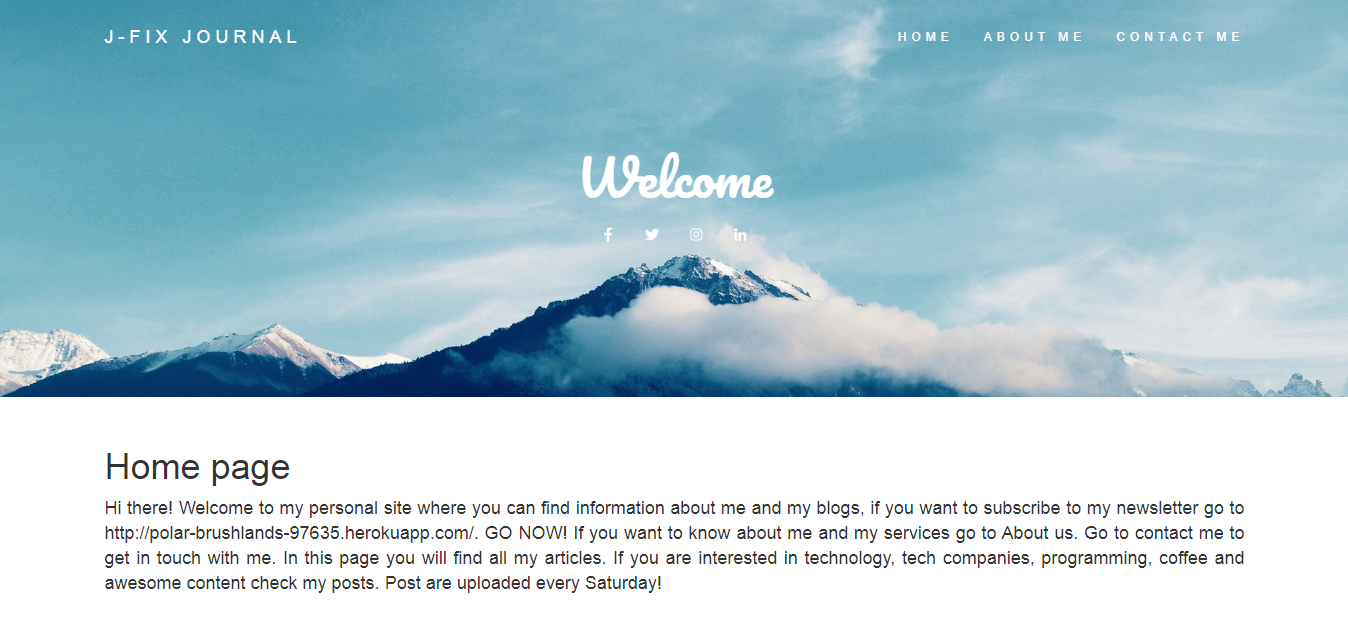 J-FIX JOURNAL
HOME ABOUT ME CONTACT ME
Welcome
Home page
Hi there! Welcome to my personal site where you can find information about me and my blogs, if you want to subscribe to my newsletter go to
http://polar-brushlands-97635.herokuapp.com/. GO NOW! If you want to know about me and my services go to About us. Go to contact me to
get in touch with me. In this page you will find all my articles. If you are interested in technology, tech companies, programming, coffee and
awesome content check my posts. Post are uploaded every Saturday!